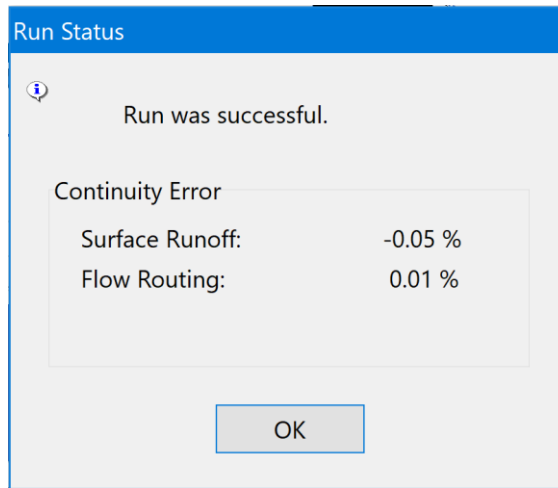 Run Status
Run was successful.
Continuity Error
Surface Runoff: -0.05 %
Flow Routing: 0.01 %
OK